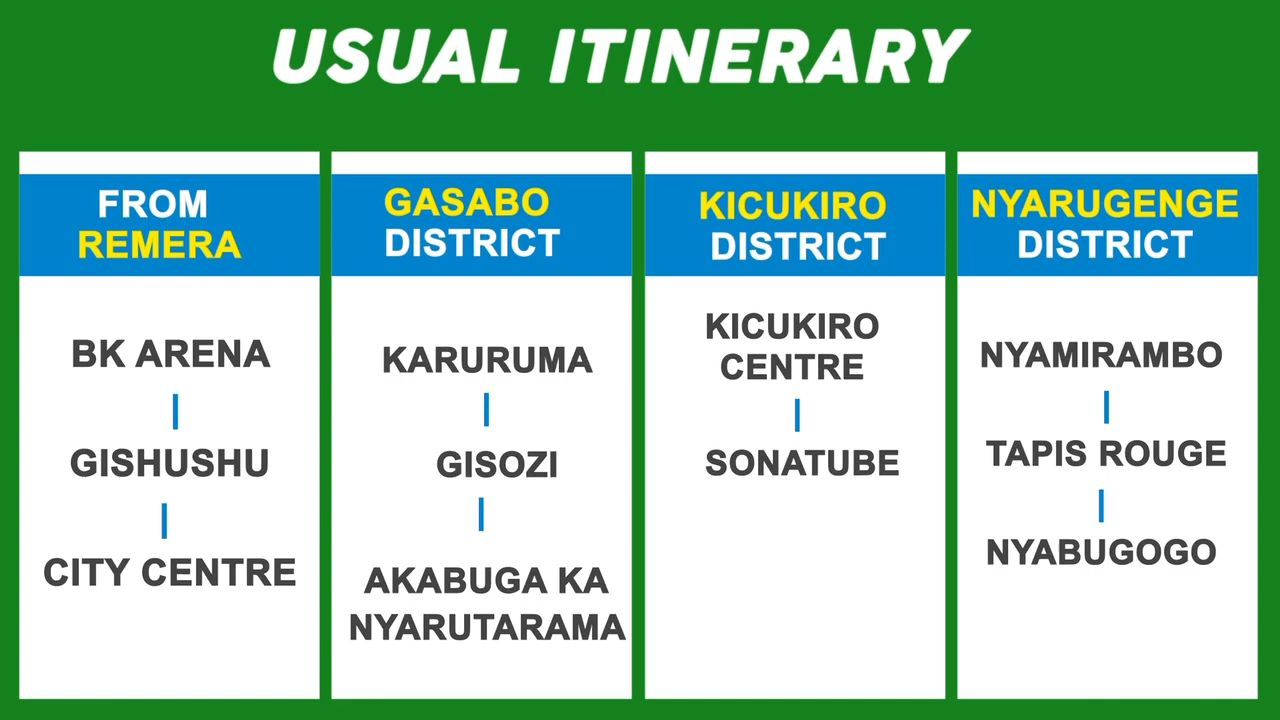 USUAL ITINERARY
FROM
REMERA
BK ARENA
GISHUSHU
CITY CENTRE
GASABO
DISTRICT
KARURUMA
GISOZI
AKABUGA KA
NYARUTARAMA
KICUKIRO
DISTRICT
KICUKIRO
CENTRE
SONATUBE
NYARUGENGE
DISTRICT
NYAMIRAMBO
TAPIS ROUGE
NYABUGOGO